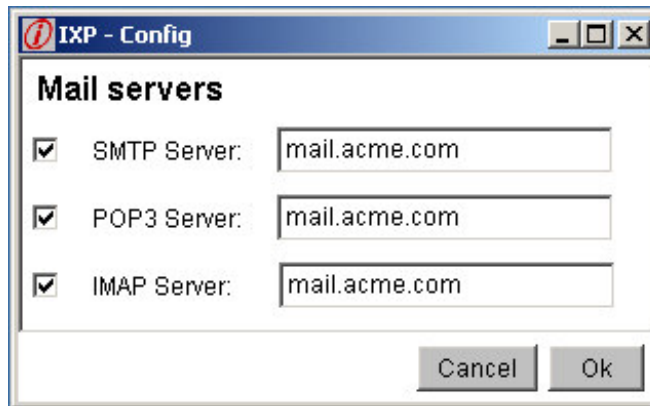 IXP - Config
Mail servers
SMTP Server: mail.acme.com
POP3 Server: mail.acme.com
IMAP Server: mail.acme.com
Cancel Ok